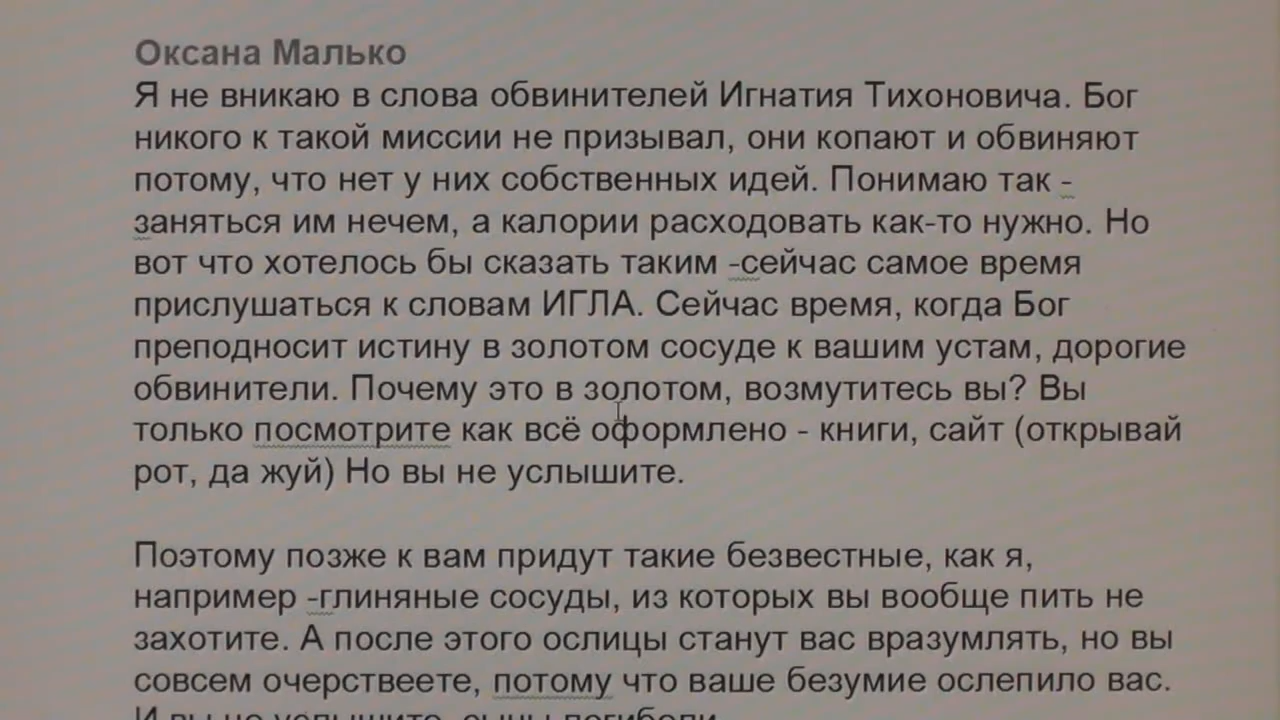 Оксана Малько
Я не вникаю в слова обвинителей Игнатия Тихоновича. Бог
никого к такой миссии не призывал, они копают и обвиняют
потому, что нет у них собственных идей. Понимаю так -
заняться им нечем, а калории расходовать как-то нужно. Но
вот что хотелось бы сказать таким -сейчас самое время
прислушаться к словам ИГЛА. Сейчас время, когда Бог
преподносит истину в золотом сосуде к вашим устам, дорогие
обвинители. Почему это в золотом, возмутитесь вы? Вы
только посмотрите как всё оформлено - книги, сайт (открывай
рот, да жуй) Но вы не услышите.
Поэтому позже к вам придут такие безвестные, как я,
например -глиняные сосуды, из которых вы вообще пить не
захотите. А после этого ослицы станут вас вразумлять, но вы
совсем очерствеете, потому что ваше безумие ослепило вас.
И вы не услышите, сыны погибели